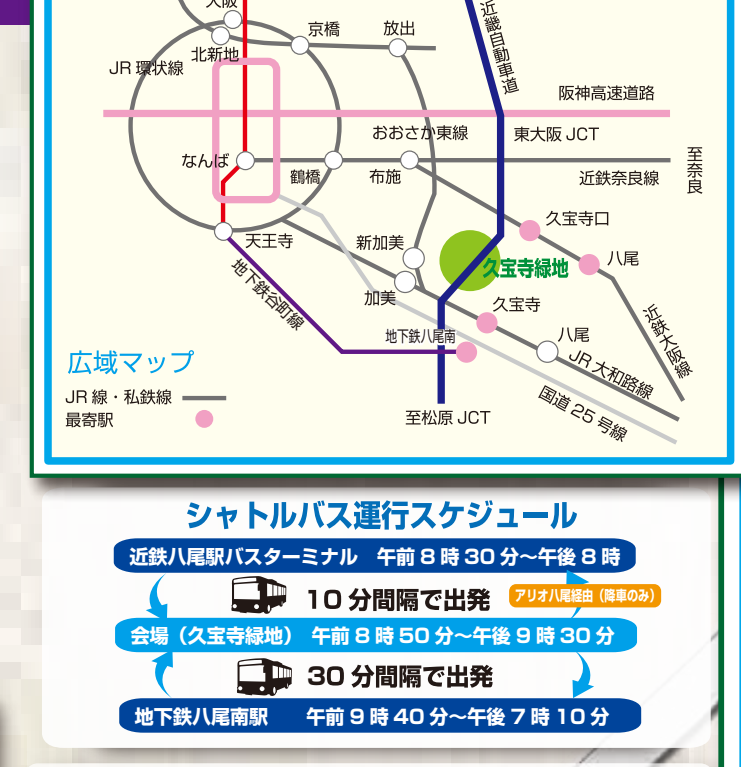 大阪
近畿自動車道
京橋
放出
北新地
JR 環状線
阪神高速道路
おおさか東線
東大阪 JCT
なんば
鶴橋
布施
近鉄奈良線
至奈良
久宝寺口
天王寺
新加美
八尾
久宝寺緑地
地下鉄谷町線
加美
久宝寺
近鉄大阪線
地下鉄八尾南
八尾
広域マップ
JR 大和路線
JR 線・私鉄線
国道 25 号線
最寄駅
至松原 JCT
シャトルバス運行スケジュール
近鉄八尾駅バスターミナル 午前 8 時 30 分〜午後 8 時
10 分間隔で出発
アリオ八尾経由（降車のみ）
会場（久宝寺緑地） 午前 8 時 50 分〜午後 9 時 30 分
30 分間隔で出発
地下鉄八尾南駅 午前 9 時 40 分〜午後 7 時 10 分